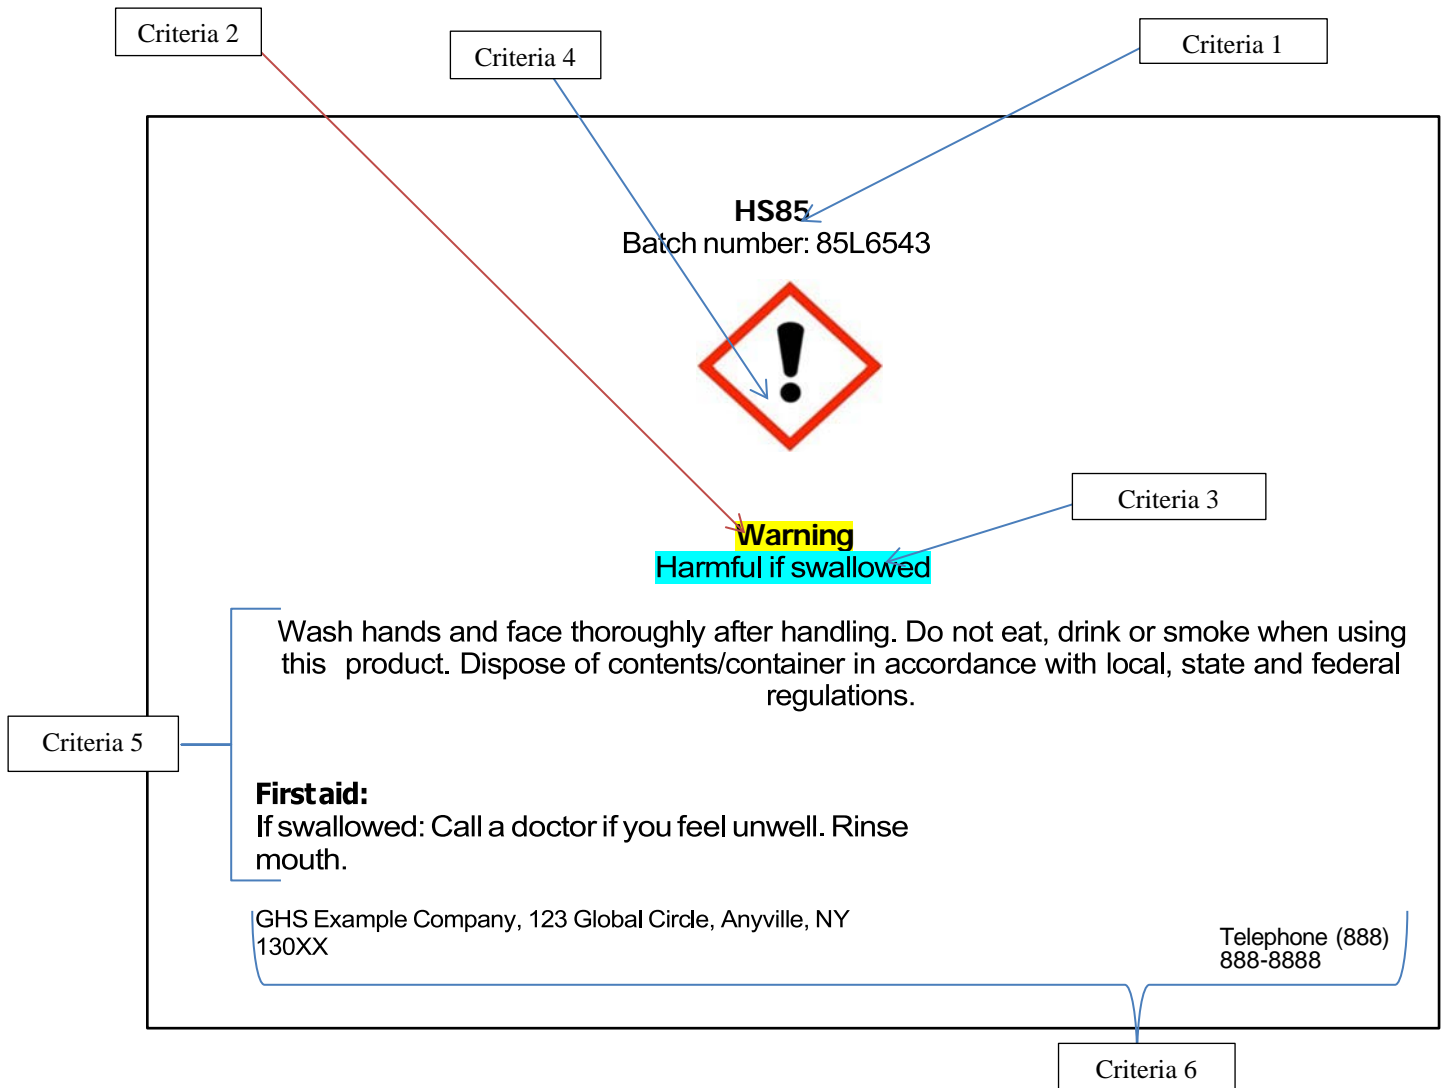 Criteria 2
Criteria 4
Criteria 1
HS85
Batch number: 85L6543
Criteria 3
Warning
Harmful if swallowed
Wash hands and face thoroughly after handling. Do not eat, drink or smoke when using
this product. Dispose of contents/container in accordance with local, state and federal
regulations.
Criteria 5
First aid:
If swallowed: Call a doctor if you feel unwell. Rinse
mouth.
GHS Example Company, 123 Global Circle, Anyville, NY
130XX
Telephone (888)
888-8888
Criteria 6